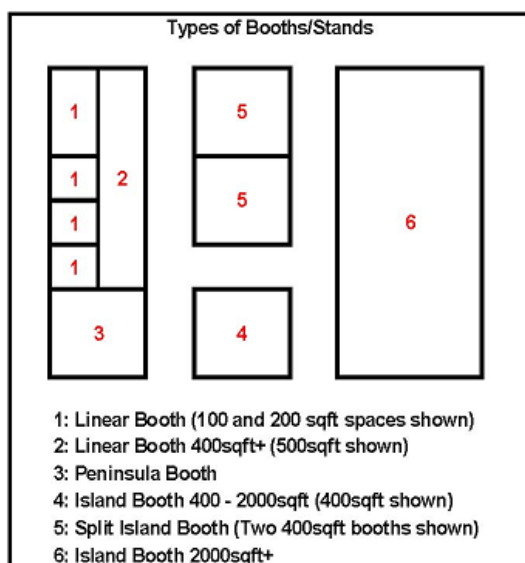 Types of Booths/Stands
1
5
1
2
5
1
6
1
3
4
1: Linear Booth (100 and 200 sqft spaces shown)
2: Linear Booth 400sqft+ (500sqft shown)
3: Peninsula Booth
4: Island Booth 400 - 2000sqft (400sqft shown)
5: Split Island Booth (Two 400sqft booths shown)
6: Island Booth 2000sqft+